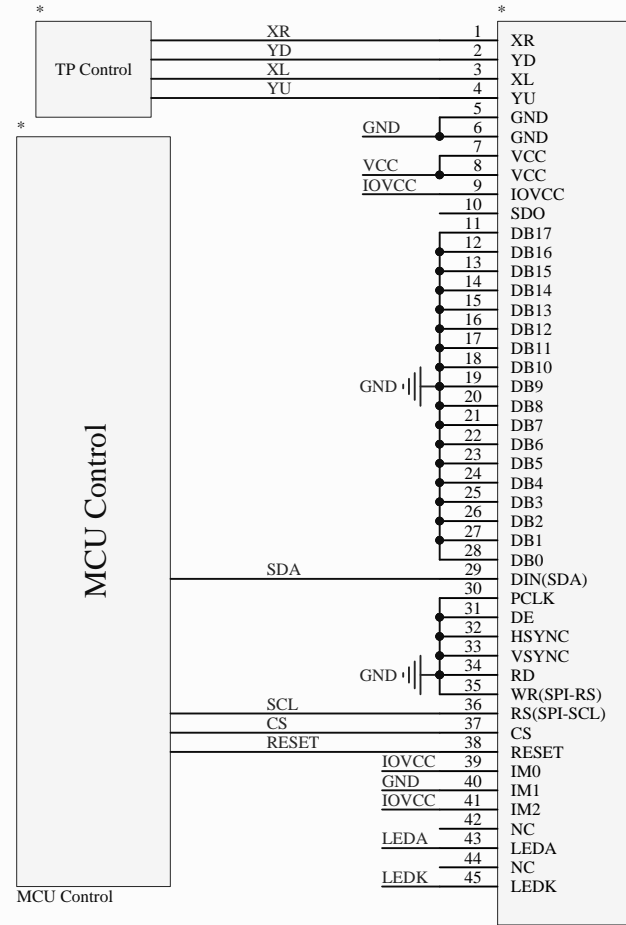 *
*
XR 1 XR
YD 2 YD
TP Control
XL 3 XL
YU 4 YU
5 GND
*
GND 6 GND
7 VCC
VCC 8 VCC
IOVCC 9 IOVCC
10 SDO
11 DB17
12 DB16
13 DB15
14 DB14
15 DB13
16 DB12
17 DB11
18 DB10
GND 19 DB9
20 DB8
21 DB7
22 DB6
23 DB5
24 DB4
25 DB3
26 DB2
27 DB1
28 DB0
MCU Control
SDA 29 DIN(SDA)
30 PCLK
31 DE
32 HSYNC
33 VSYNC
GND 34 RD
35 WR(SPI-RS)
SCL 36 RS(SPI-SCL)
CS 37 CS
RESET 38 RESET
IOVCC 39 IM0
GND 40 IM1
IOVCC 41 IM2
42 NC
LEDA 43 LEDA
44 NC
LEDK 45 LEDK
MCU Control